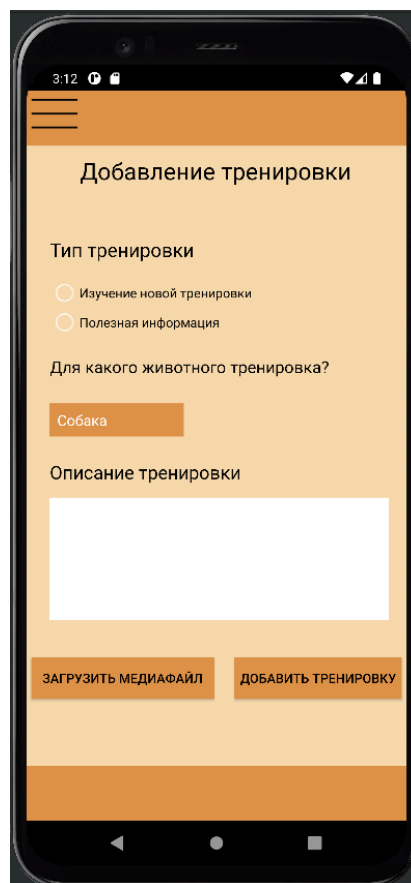 3:12
Добавление тренировки
Тип тренировки
Изучение новой тренировки
Полезная информация
Для какого животного тренировка?
Собака
Описание тренировки
ЗАГРУЗИТЬ МЕДИАФАЙЛ
ДОБАВИТЬ ТРЕНИРОВКУ